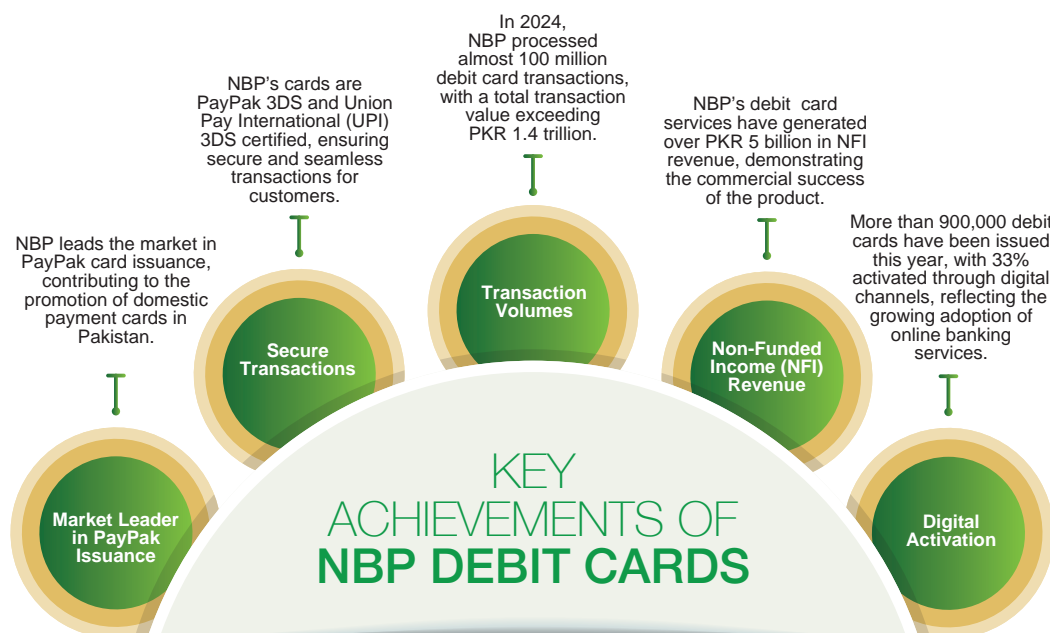 NBP leads the market in
PayPak card issuance,
contributing to the
promotion of domestic
payment cards in
Pakistan.
Market Leader
in PayPak
Issuance
NBP's cards are
PayPak 3DS and Union
Pay International (UPI)
3DS certified, ensuring
secure and seamless
transactions for
customers.
Secure
Transactions
In 2024,
NBP processed
almost 100 million
debit card transactions,
with a total transaction
value exceeding
PKR 1.4 trillion.
Transaction
Volumes
NBP's debit card
services have generated
over PKR 5 billion in NFI
revenue, demonstrating
the commercial success
of the product.
Non-Funded
Income (NFI)
Revenue
More than 900,000 debit
cards have been issued
this year, with 33%
activated through digital
channels, reflecting the
growing adoption of
online banking
services.
Digital
Activation
KEY
ACHIEVEMENTS OF
NBP DEBIT CARDS